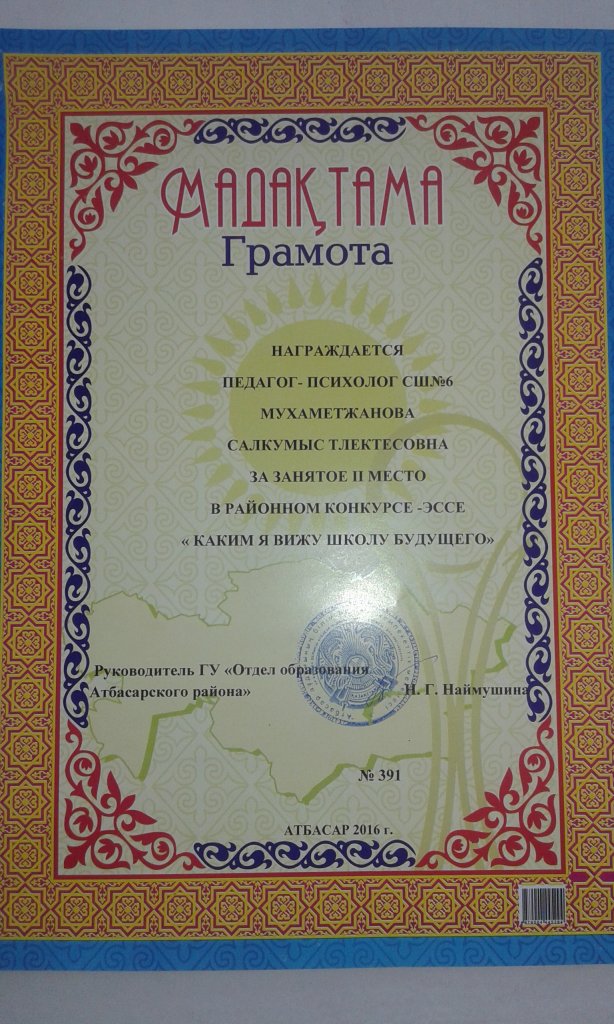 МАДАҚТАМА
Грамота
НАГРАЖДАЕТСЯ
ПЕДАГОГ- ПСИХОЛОГ СШ№6
МУХАМЕТЖАНОВА
САЛКУМЫС ТЛЕКТЕСОВНА
ЗА ЗАНЯТОЕ II МЕСТО
В РАЙОННОМ КОНКУРСЕ -ЭССЕ
« КАКИМ Я ВИЖУ ШКОЛУ БУДУЩЕГО»
Руководитель ГУ «Отдел образования
Атбасарского района» Н. Г. Наймушина
№ 391
АТБАСАР 2016 г.